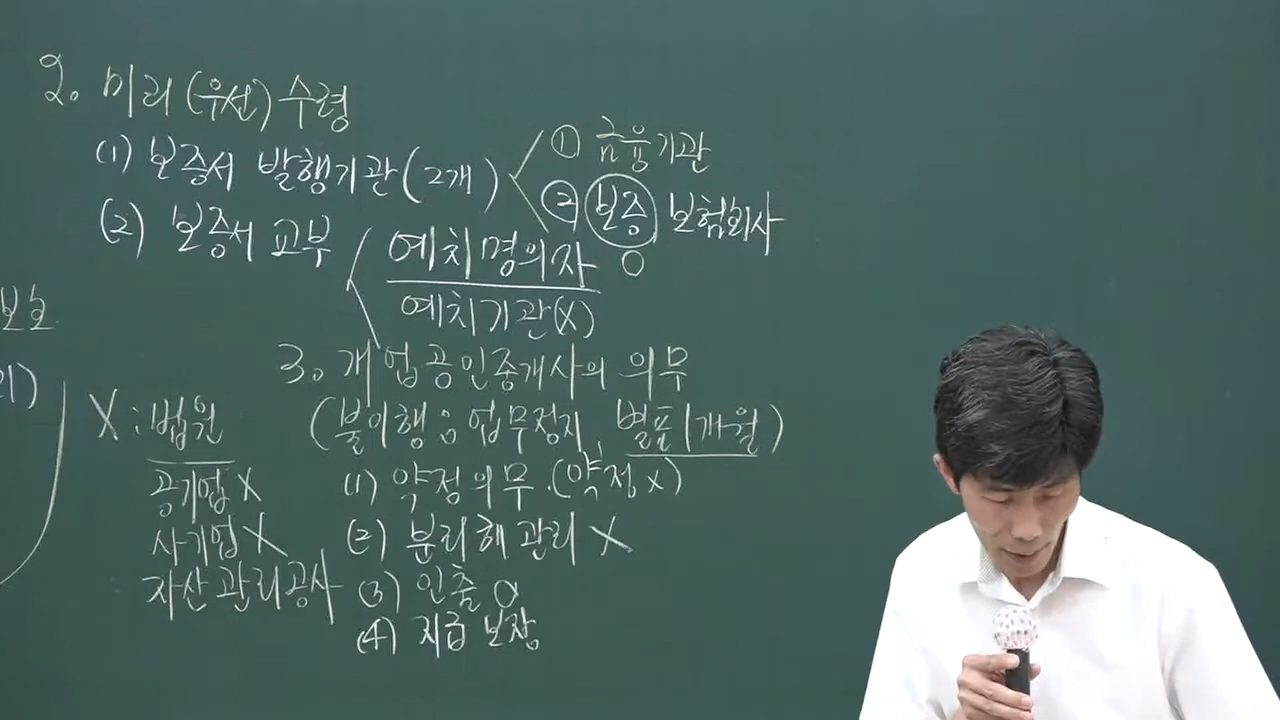 2. 미리 (우선) 수령
(1) 보증서 발행기관 (2개)
① 금융기관
② 보증보험회사
○
(2) 보증서 교부
예치명의자
예치기관(X)
보호
3. 개업공인중개사의 의무
(불이행 : 업무정지, 별표 1개월)
(1) 약정의무 (약정 X)
(2) 분리해 관리 X
(3) 인출 O
(4) 지급 보장
X : 법원
공기업 X
사기업 X
자산관리공사